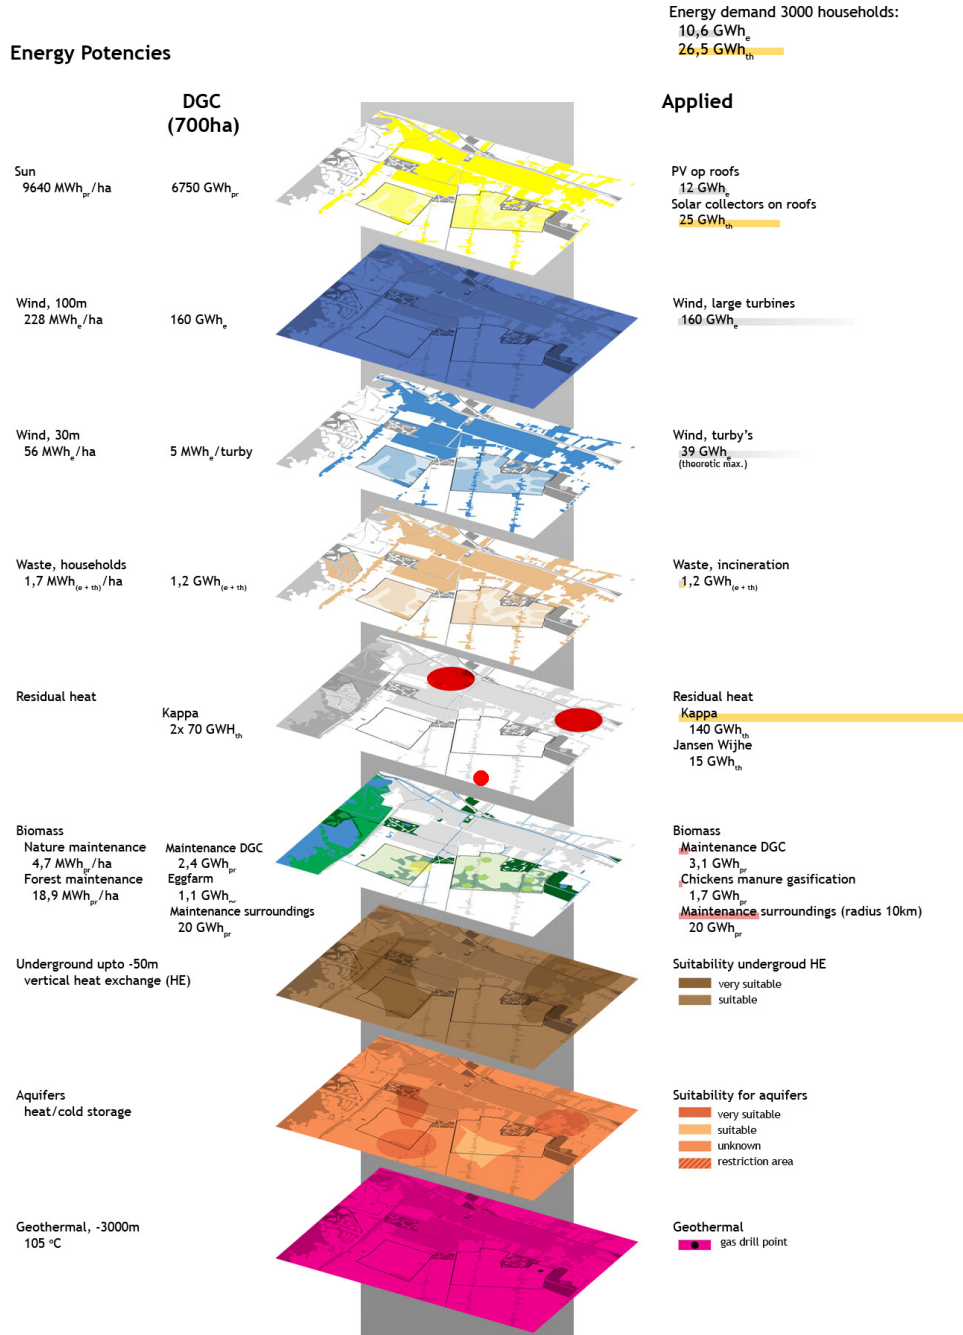 Energy demand 3000 households:
10,6 GWhe
26,5 GWhth
Energy Potencies
DGC
(700ha)
Applied
Sun
9640 MWhpr/ha
6750 GWhpr
PV op roofs
12 GWhe
Solar collectors on roofs
25 GWhth
Wind, 100m
228 MWhe/ha
160 GWhe
Wind, large turbines
160 GWhe
Wind, 30m
56 MWhe/ha
5 MWhe/turby
Wind, turby's
39 GWhe
(theoretic max.)
Waste, households
1,7 MWh(e + th)/ha
1,2 GWh(e + th)
Waste, incineration
1,2 GWh(e + th)
Residual heat
Kappa
2x 70 GWHth
Residual heat
Kappa
140 GWhth
Jansen Wijhe
15 GWhth
Biomass
Nature maintenance
4,7 MWhpr/ha
Forest maintenance
18,9 MWhpr/ha
Maintenance DGC
2,4 GWhpr
Eggfarm
1,1 GWhpr
Maintenance surroundings
20 GWhpr
Biomass
Maintenance DGC
3,1 GWhpr
Chickens manure gasification
1,7 GWhpr
Maintenance surroundings (radius 10km)
20 GWhpr
Underground upto -50m
vertical heat exchange (HE)
Suitability undergroud HE
very suitable
suitable
Aquifers
heat/cold storage
Suitability for aquifers
very suitable
suitable
unknown
restriction area
Geothermal, -3000m
105 °C
Geothermal
gas drill point